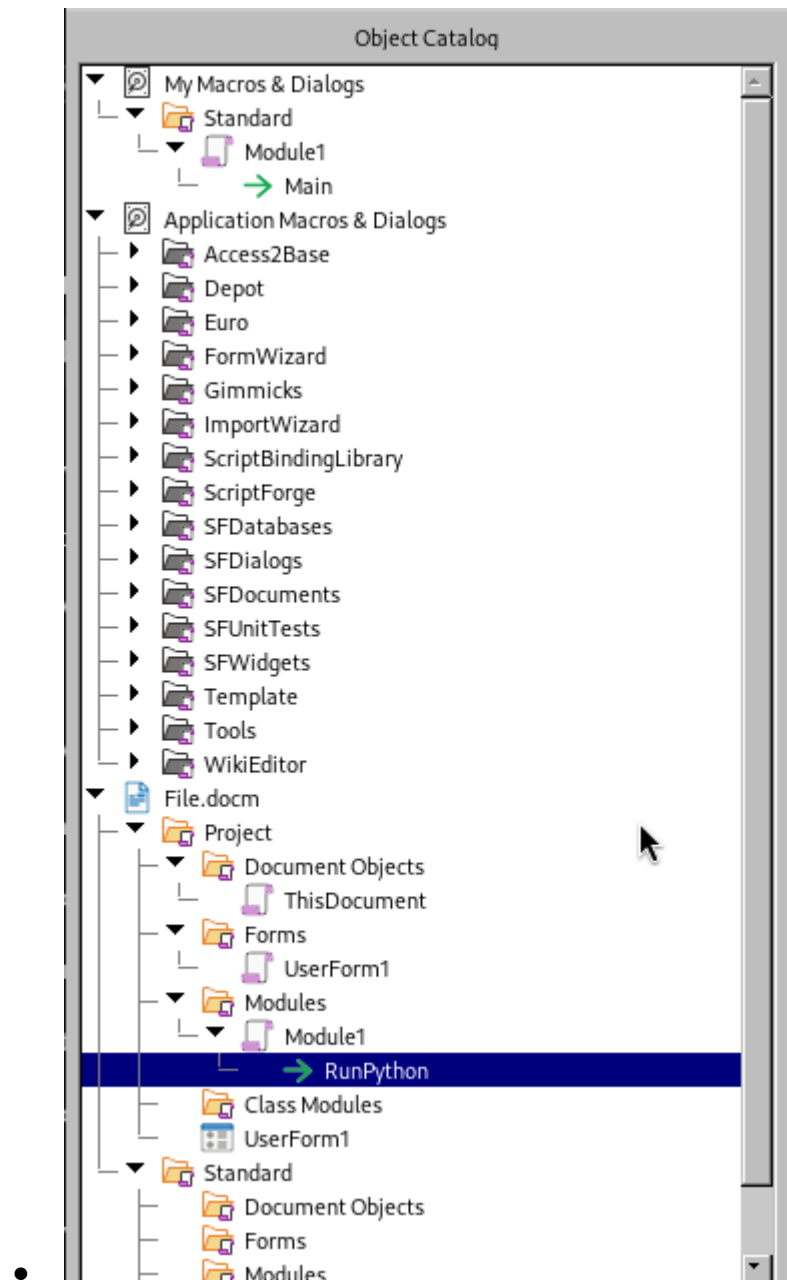 Object Catalog
My Macros & Dialogs
Standard
Module1
Main
Application Macros & Dialogs
Access2Base
Depot
Euro
FormWizard
Gimmicks
ImportWizard
ScriptBindingLibrary
ScriptForge
SFDatabases
SFDialogs
SFDocuments
SFUnitTests
SFWidgets
Template
Tools
WikiEditor
File.docm
Project
Document Objects
ThisDocument
Forms
UserForm1
Modules
Module1
RunPython
Class Modules
UserForm1
Standard
Document Objects
Forms
Modules